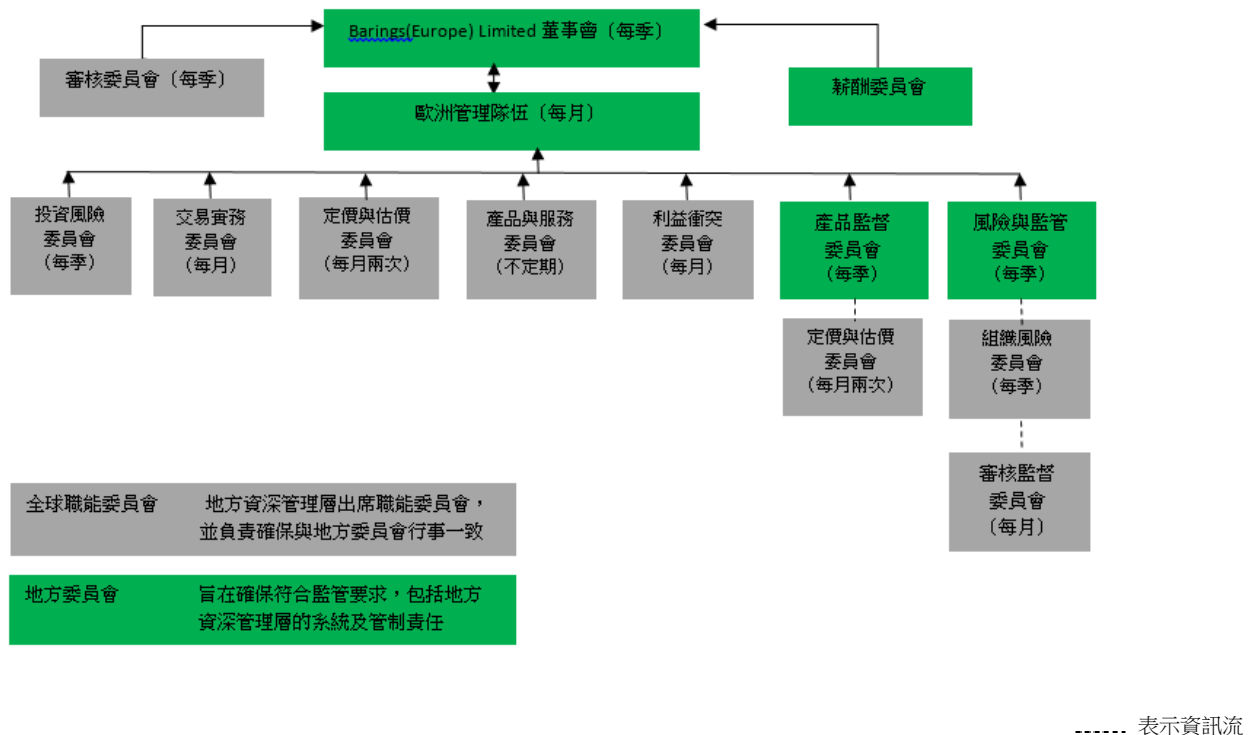 Barings(Europe) Limited 董事會（每季）
審核委員會（每季）
薪酬委員會
歐洲管理隊伍（每月）
投資風險
委員會
(每季)
交易實務
委員會
(每月)
定價與估價
委員會
(每月兩次)
產品與服務
委員會
(不定期)
利益衝突
委員會
(每月)
產品監督
委員會
(每季)
風險與監管
委員會
(每季)
定價與估價
委員會
(每月兩次)
組織風險
委員會
(每季)
審核監督
委員會
(每月)
全球職能委員會 地方資深管理層出席職能委員會，
並負責確保與地方委員會行事一致
地方委員會 旨在確保符合監管要求，包括地方
資深管理層的系統及管制責任
表示資訊流